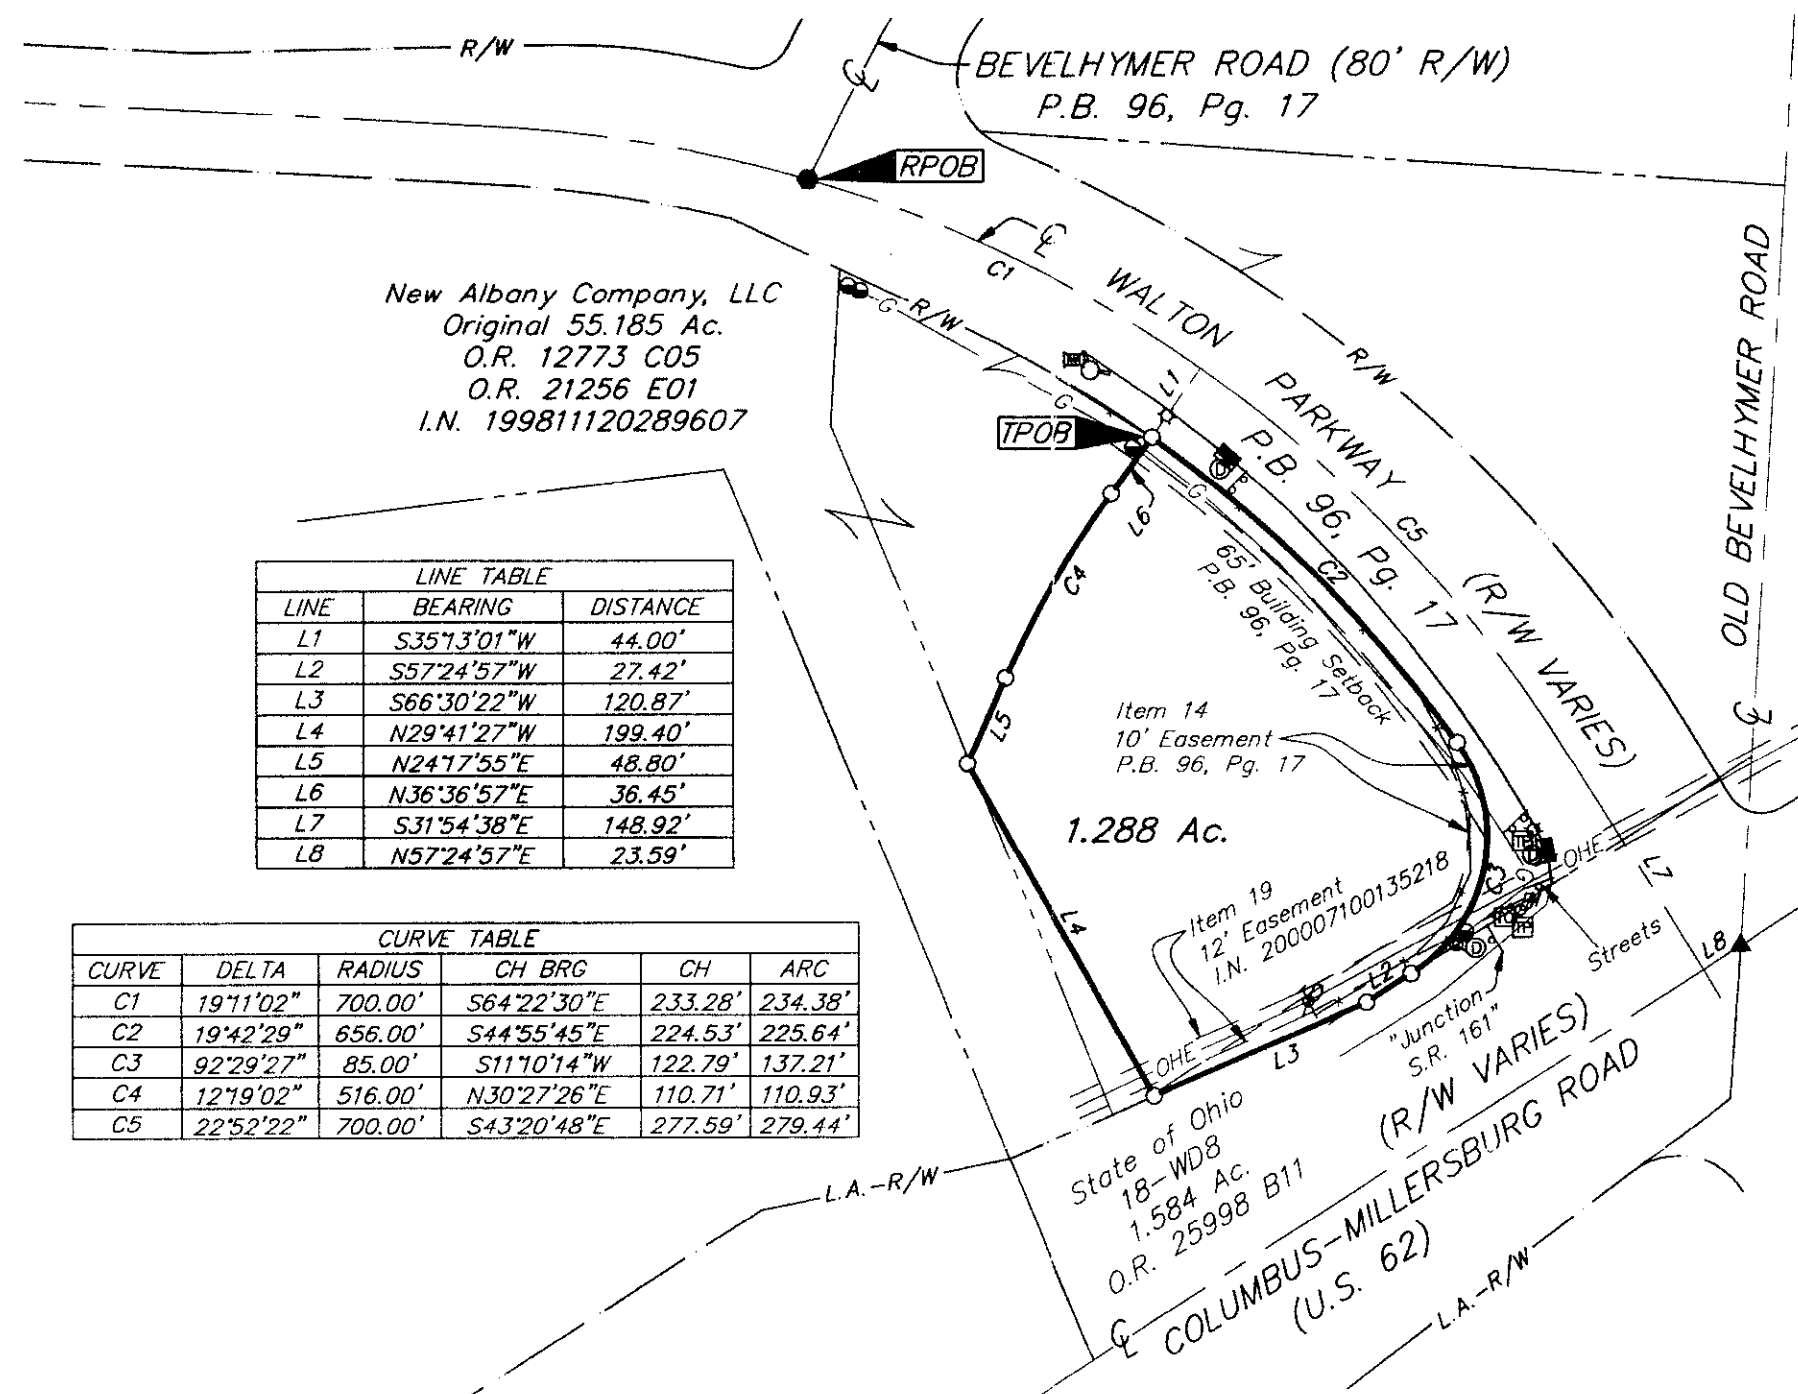 R/W
BEVELHYMER ROAD (80' R/W)
P.B. 96, Pg. 17
RPOB
New Albany Company, LLC
Original 55.185 Ac.
O.R. 12773 C05
O.R. 21256 E01
I.N. 199811120289607
G
R/W
C1
WALTON PARKWAY
P.B. 96, Pg. 17
(R/W VARIES)
R/W
OLD BEVELHYMER ROAD
L1
G
TPOB
D
G
L6
C5
C2
C4
65' Building Setback
P.B. 96, Pg. 17
L5
Item 14
10' Easement
P.B. 96, Pg. 17
1.288 Ac.
LINE TABLE
LINE BEARING DISTANCE
L1 S35°13'01"W 44.00'
L2 S57°24'57"W 27.42'
L3 S66°30'22"W 120.87'
L4 N29°41'27"W 199.40'
L5 N24°17'55"E 48.80'
L6 N36°36'57"E 36.45'
L7 S31°54'38"E 148.92'
L8 N57°24'57"E 23.59'
CURVE TABLE
CURVE DELTA RADIUS CH BRG CH ARC
C1 19°11'02" 700.00' S64°22'30"E 233.28' 234.38'
C2 19°42'29" 656.00' S44°55'45"E 224.53' 225.64'
C3 92°29'27" 85.00' S11°10'14"W 122.79' 137.21'
C4 12°19'02" 516.00' N30°27'26"E 110.71' 110.93'
C5 22°52'22" 700.00' S43°20'48"E 277.59' 279.44'
L4
Item 19
12' Easement
I.N. 200007100135218
C3
G
D
OHE
L7
Streets
L8
D
L2
"Junction
S.R. 161"
OHE
L3
State of Ohio
18-WD8
1.584 Ac.
O.R. 25998 B11
(R/W VARIES)
COLUMBUS-MILLERSBURG ROAD
(U.S. 62)
L.A.-R/W
L.A.-R/W